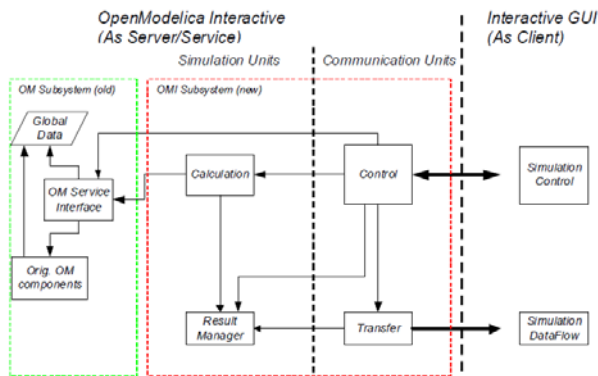 OpenModelica Interactive
(As Server/Service)
Interactive GUI
(As Client)
Simulation Units
Communication Units
OM Subsystem (old)
OMI Subsystem (new)
Global
Data
OM Service
Interface
Calculation
Control
Simulation
Control
Orig. OM
components
Result
Manager
Transfer
Simulation
DataFlow